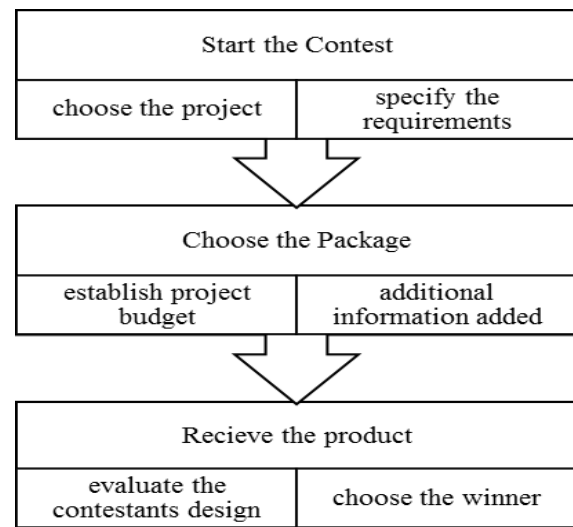 Start the Contest
choose the project
specify the
requirements
Choose the Package
establish project
budget
additional
information added
Recieve the product
evaluate the
contestants design
choose the winner